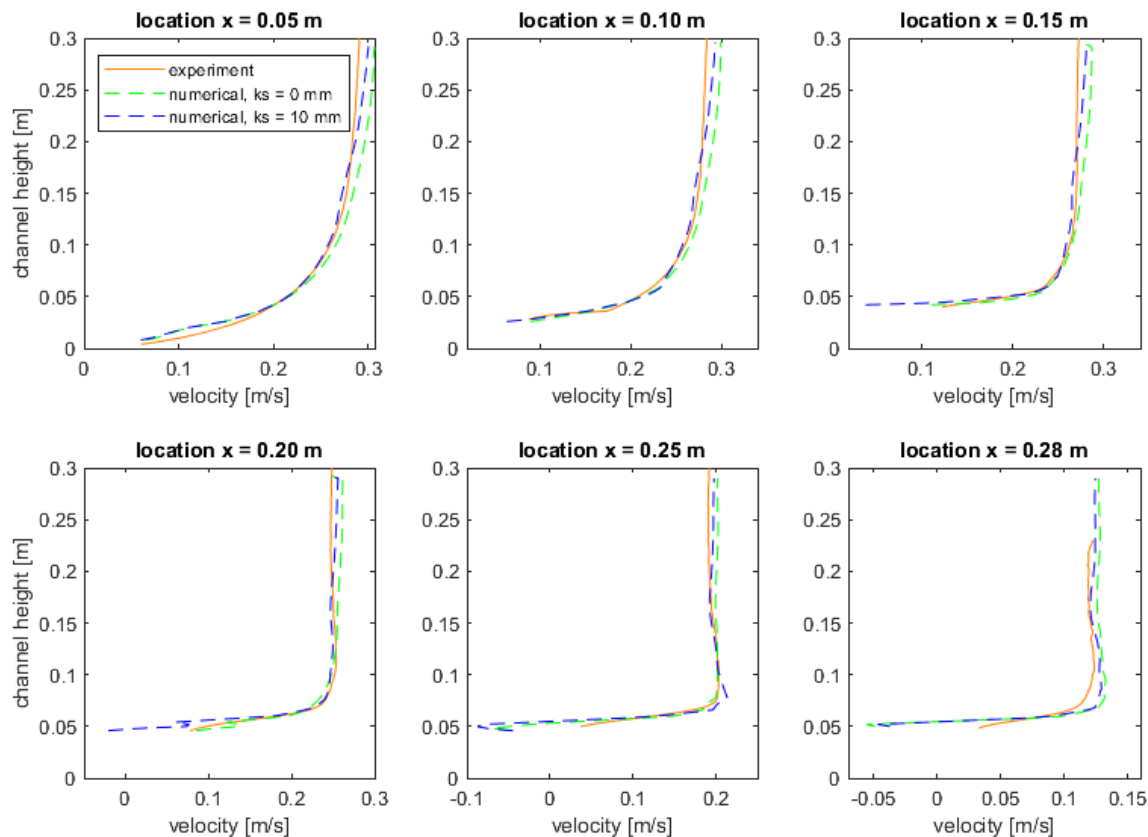 location x = 0.05 m
0.3
0.25
0.2
0.15
0.1
0.05
0
channel height [m]
experiment
numerical, ks = 0 mm
numerical, ks = 10 mm
0 0.1 0.2 0.3
velocity [m/s]
location x = 0.10 m
0.3
0.25
0.2
0.15
0.1
0.05
0
0.1 0.2 0.3
velocity [m/s]
location x = 0.15 m
0.3
0.25
0.2
0.15
0.1
0.05
0
0.1 0.2 0.3
velocity [m/s]
location x = 0.20 m
0.3
0.25
0.2
0.15
0.1
0.05
0
channel height [m]
0 0.1 0.2 0.3
velocity [m/s]
location x = 0.25 m
0.3
0.25
0.2
0.15
0.1
0.05
0
-0.1 0 0.1 0.2
velocity [m/s]
location x = 0.28 m
0.3
0.25
0.2
0.15
0.1
0.05
0
-0.05 0 0.05 0.1 0.15
velocity [m/s]